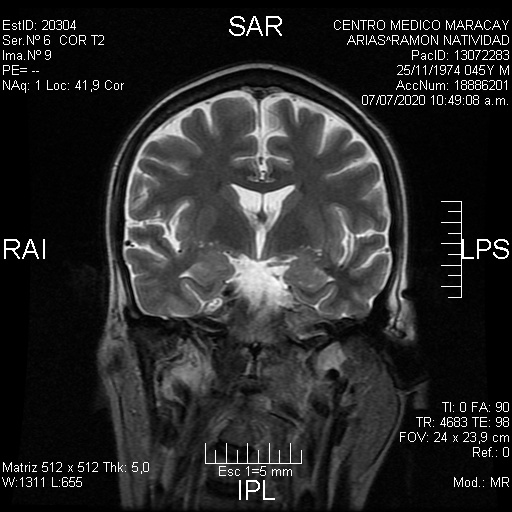 EstID: 20304
Ser.Nº 6 COR T2
Ima.Nº 9
PE= --
NAq: 1 Loc: 41,9 Cor
SAR
CENTRO MEDICO MARACAY
ARIAS^RAMON NATIVIDAD
PacID: 13072283
25/11/1974 045Y M
AccNum: 18886201
07/07/2020 10:49:08 a.m.
RAI
LPS
TI: 0 FA: 90
TR: 4683 TE: 98
FOV: 24 x 23,9 cm
Ref.: 0
Mod.: MR
Matriz 512 x 512 Thk: 5,0
W:1311 L:655
Esc 1=5 mm
IPL